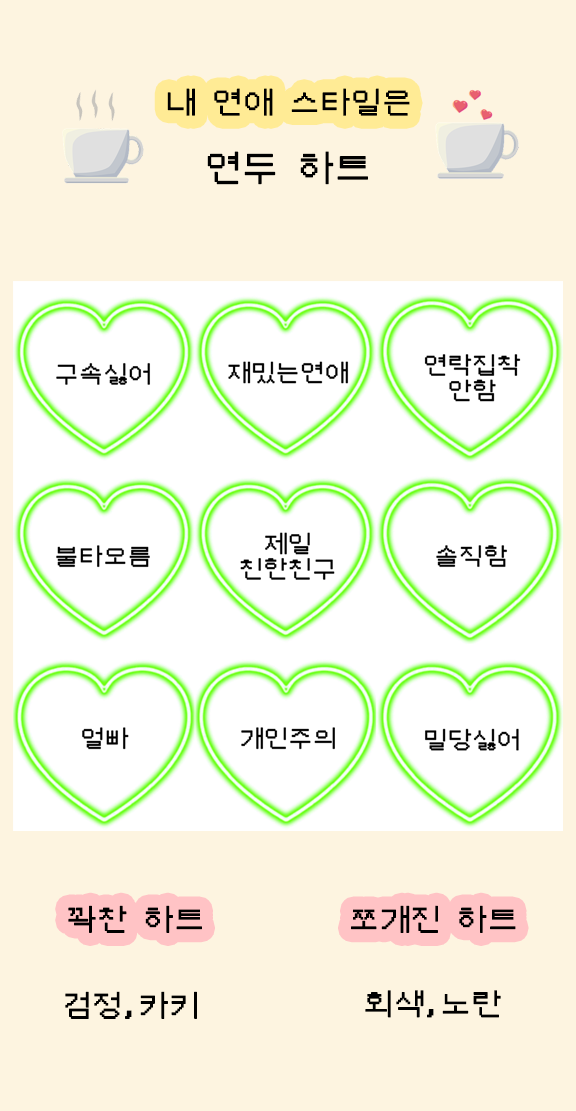 내 연애 스타일은
연두 하트
구속싫어
재밌는연애
연락집착
안함
불타오름
제일
친한친구
솔직함
얼빠
개인주의
밀당싫어
꽉찬 하트
쪼개진 하트
검정,카키
회색,노란